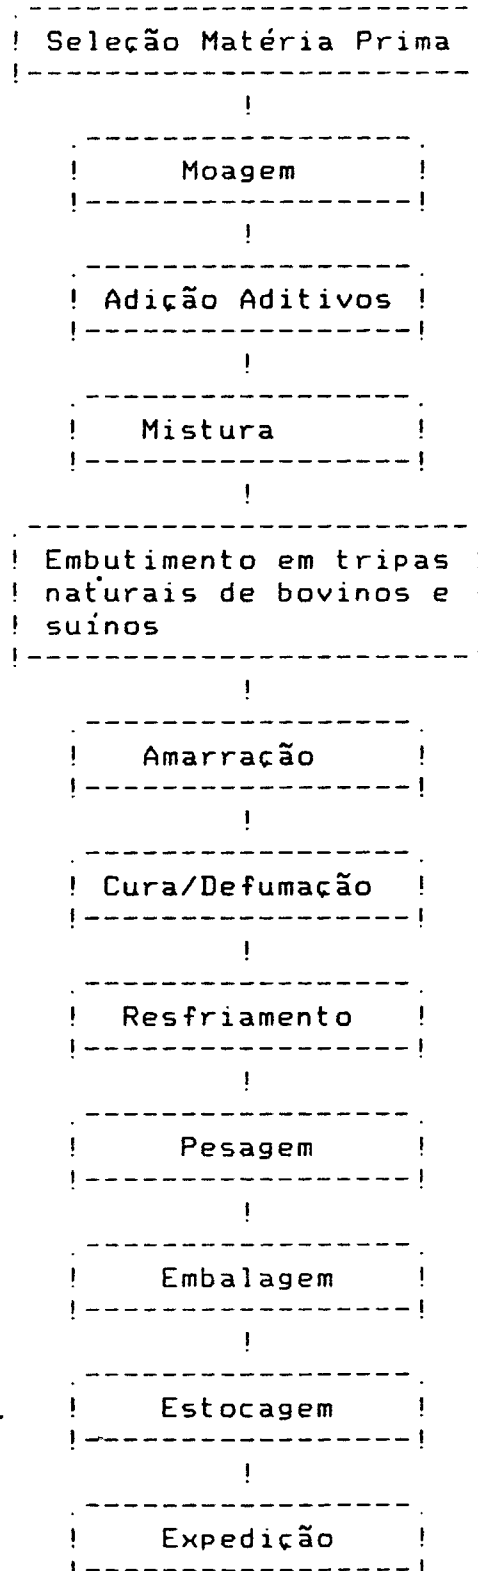 Seleção Matéria Prima
Moagem
Adição Aditivos
Mistura
Embutimento em tripas
naturais de bovinos e
suínos
Amarração
Cura/Defumação
Resfriamento
Pesagem
Embalagem
Estocagem
Expedição